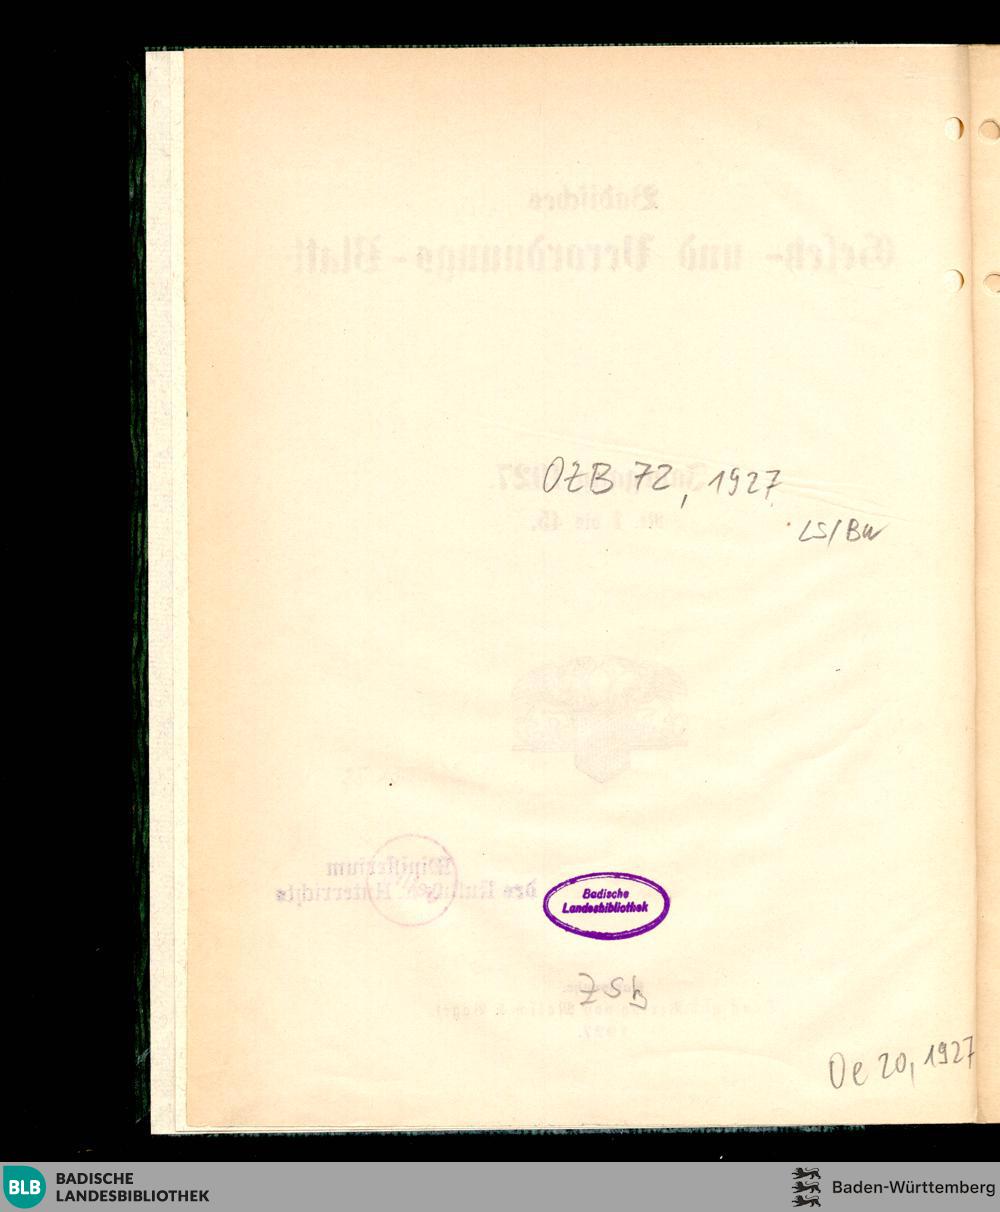 Badisches
Gesetz- und Verordnungs-Blatt
OZB 72, 1927
Nr. 1 bis 45.
LS/BW
Ministerium
des Kultus u. Unterrichts
Badische
Landesbibliothek
ZSb
1927.
Oe 20, 1927
BLB
BADISCHE
LANDESBIBLIOTHEK
Baden-Württemberg